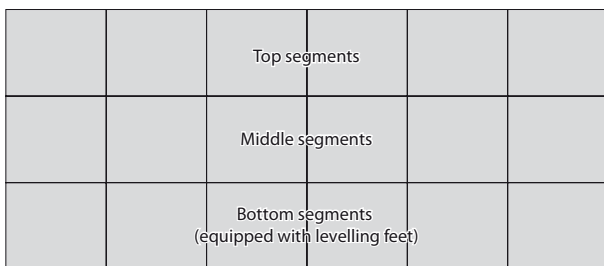 Top segments
Middle segments
Bottom segments
(equipped with levelling feet)